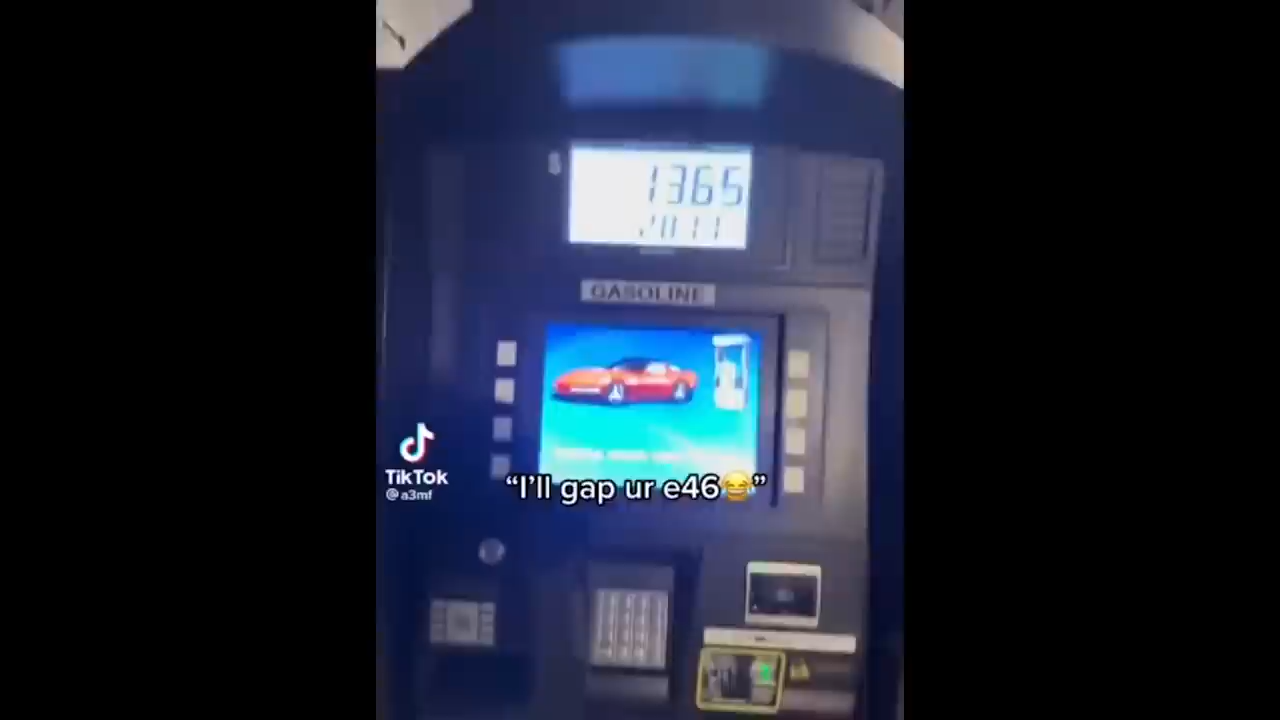 $
1365
GASOLINE
TikTok
@a3mf
“I’ll gap ur e46😂”